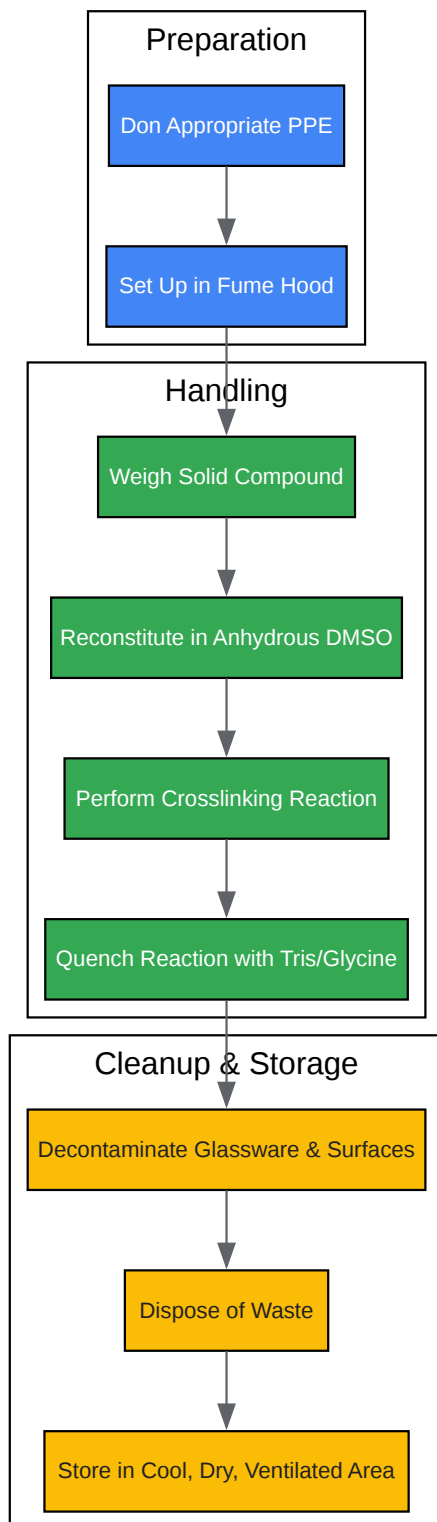 Preparation
Don Appropriate PPE
Set Up in Fume Hood
Handling
Weigh Solid Compound
Reconstitute in Anhydrous DMSO
Perform Crosslinking Reaction
Quench Reaction with Tris/Glycine
Cleanup & Storage
Decontaminate Glassware & Surfaces
Dispose of Waste
Store in Cool, Dry, Ventilated Area